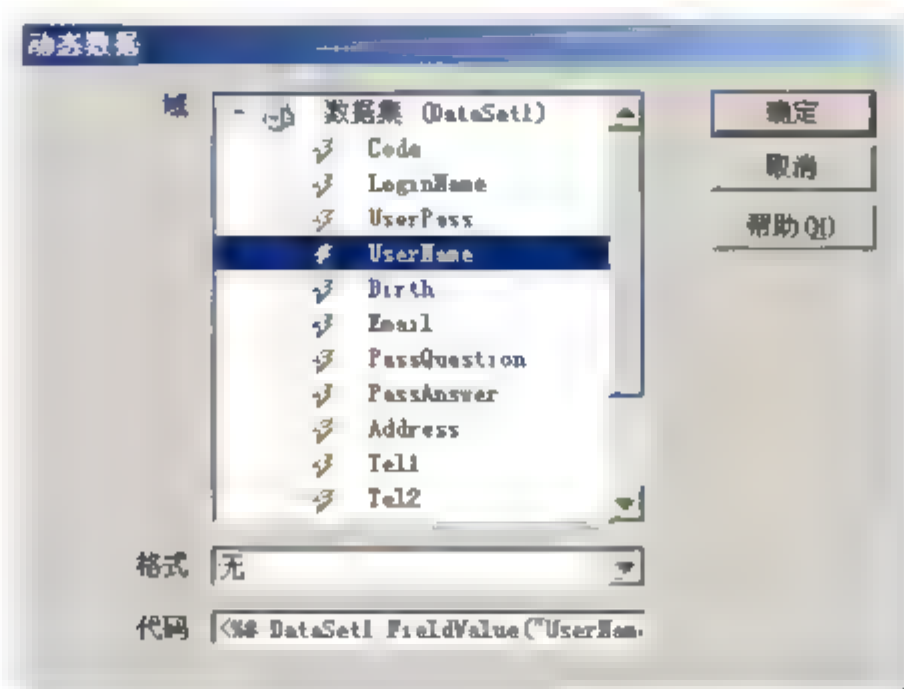 动态数据
域
数据集 (DataSet1)
确定
Code
取消
LoginName
UserPass
帮助(H)
UserName
Birth
Email
PassQuestion
PassAnswer
Address
Tel1
Tel2
格式 无
代码 <%# DataSet1 FieldValue("UserNam